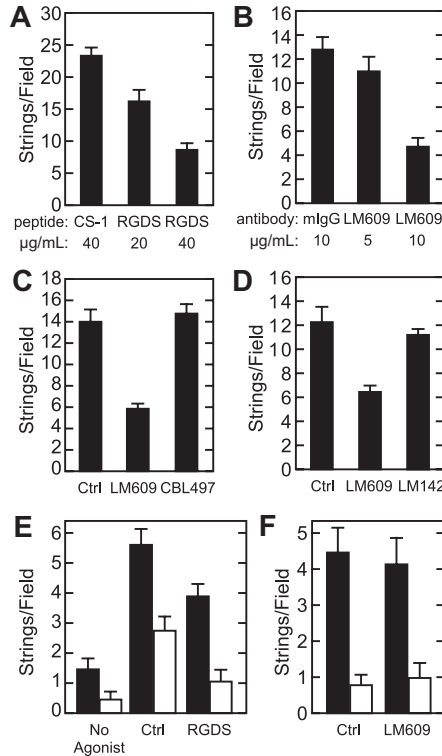 A
Strings/Field
30
25
20
15
10
5
0
peptide: CS-1 RGDS RGDS
µg/mL: 40 20 40
B
Strings/Field
16
14
12
10
8
6
4
2
0
antibody: mIgG LM609 LM609
µg/mL: 10 5 10
C
Strings/Field
18
16
14
12
10
8
6
4
2
0
Ctrl LM609 CBL497
D
Strings/Field
16
14
12
10
8
6
4
2
0
Ctrl LM609 LM142
E
Strings/Field
6
5
4
3
2
1
0
No Agonist Ctrl RGDS
F
Strings/Field
5
4
3
2
1
0
Ctrl LM609